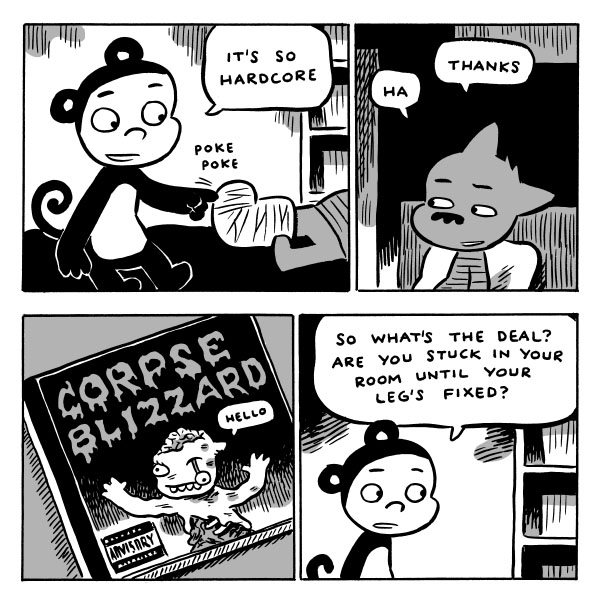 IT'S SO
HARDCORE
POKE
POKE
THANKS
HA
CORPSE
BLIZZARD
HELLO
ADVISORY
SO WHAT'S THE DEAL?
ARE YOU STUCK IN YOUR
ROOM UNTIL YOUR
LEG'S FIXED?